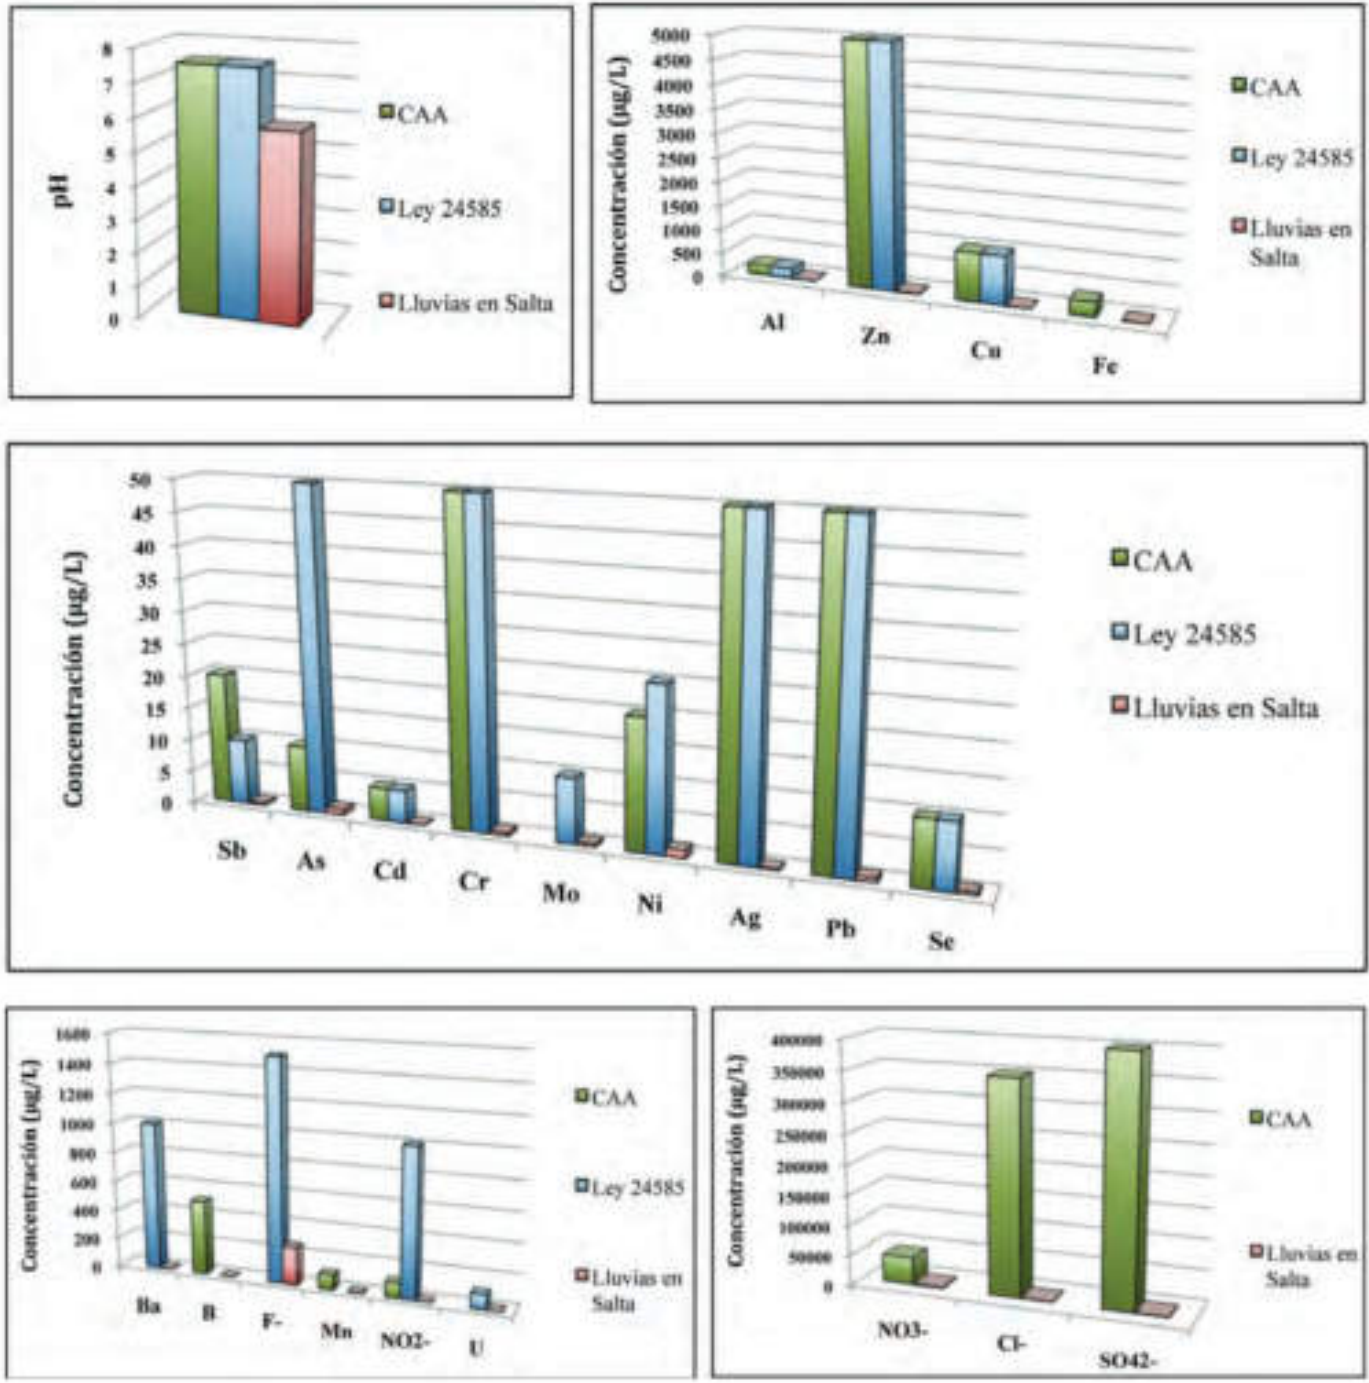 pH
8
7
6
5
4
3
2
1
0
CAA
Ley 24585
Lluvias en Salta
Concentración (µg/L)
5000
4500
4000
3500
3000
2500
2000
1500
1000
500
0
Al
Zn
Cu
Fe
CAA
Ley 24585
Lluvias en
Salta
Concentración (µg/L)
50
45
40
35
30
25
20
15
10
5
0
Sb
As
Cd
Cr
Mo
Ni
Ag
Pb
Se
CAA
Ley 24585
Lluvias en Salta
Concentración (µg/L)
1600
1400
1200
1000
800
600
400
200
0
Ba
B
F-
Mn
NO2-
U
CAA
Ley 24585
Lluvias en
Salta
Concentración (µg/L)
400000
350000
300000
250000
200000
150000
100000
50000
0
NO3-
Cl-
SO42-
CAA
Lluvias en
Salta